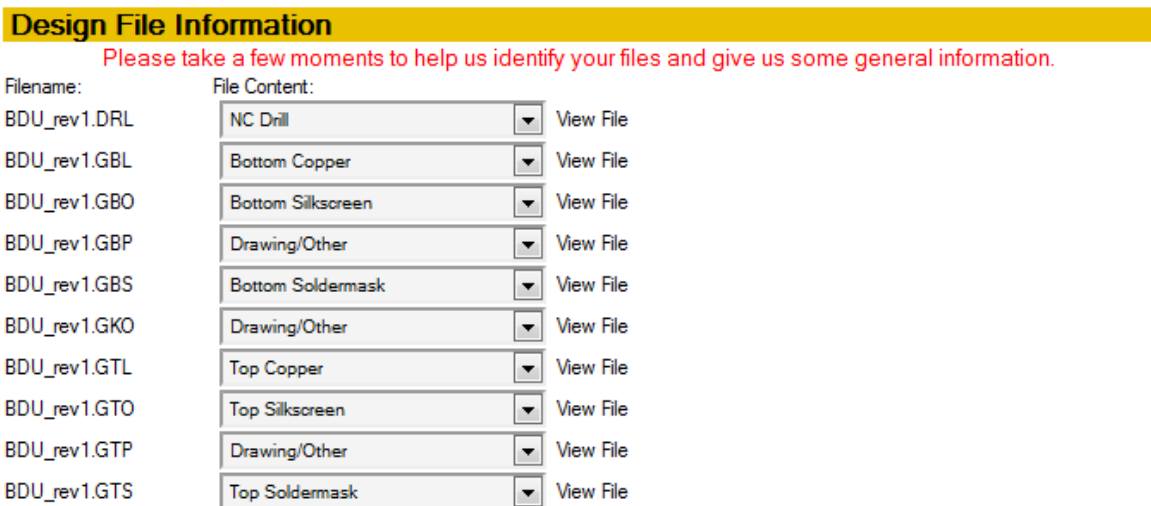 Design File Information
Please take a few moments to help us identify your files and give us some general information.
Filename: File Content:
BDU_rev1.DRL NC Drill View File
BDU_rev1.GBL Bottom Copper View File
BDU_rev1.GBO Bottom Silkscreen View File
BDU_rev1.GBP Drawing/Other View File
BDU_rev1.GBS Bottom Soldermask View File
BDU_rev1.GKO Drawing/Other View File
BDU_rev1.GTL Top Copper View File
BDU_rev1.GTO Top Silkscreen View File
BDU_rev1.GTP Drawing/Other View File
BDU_rev1.GTS Top Soldermask View File